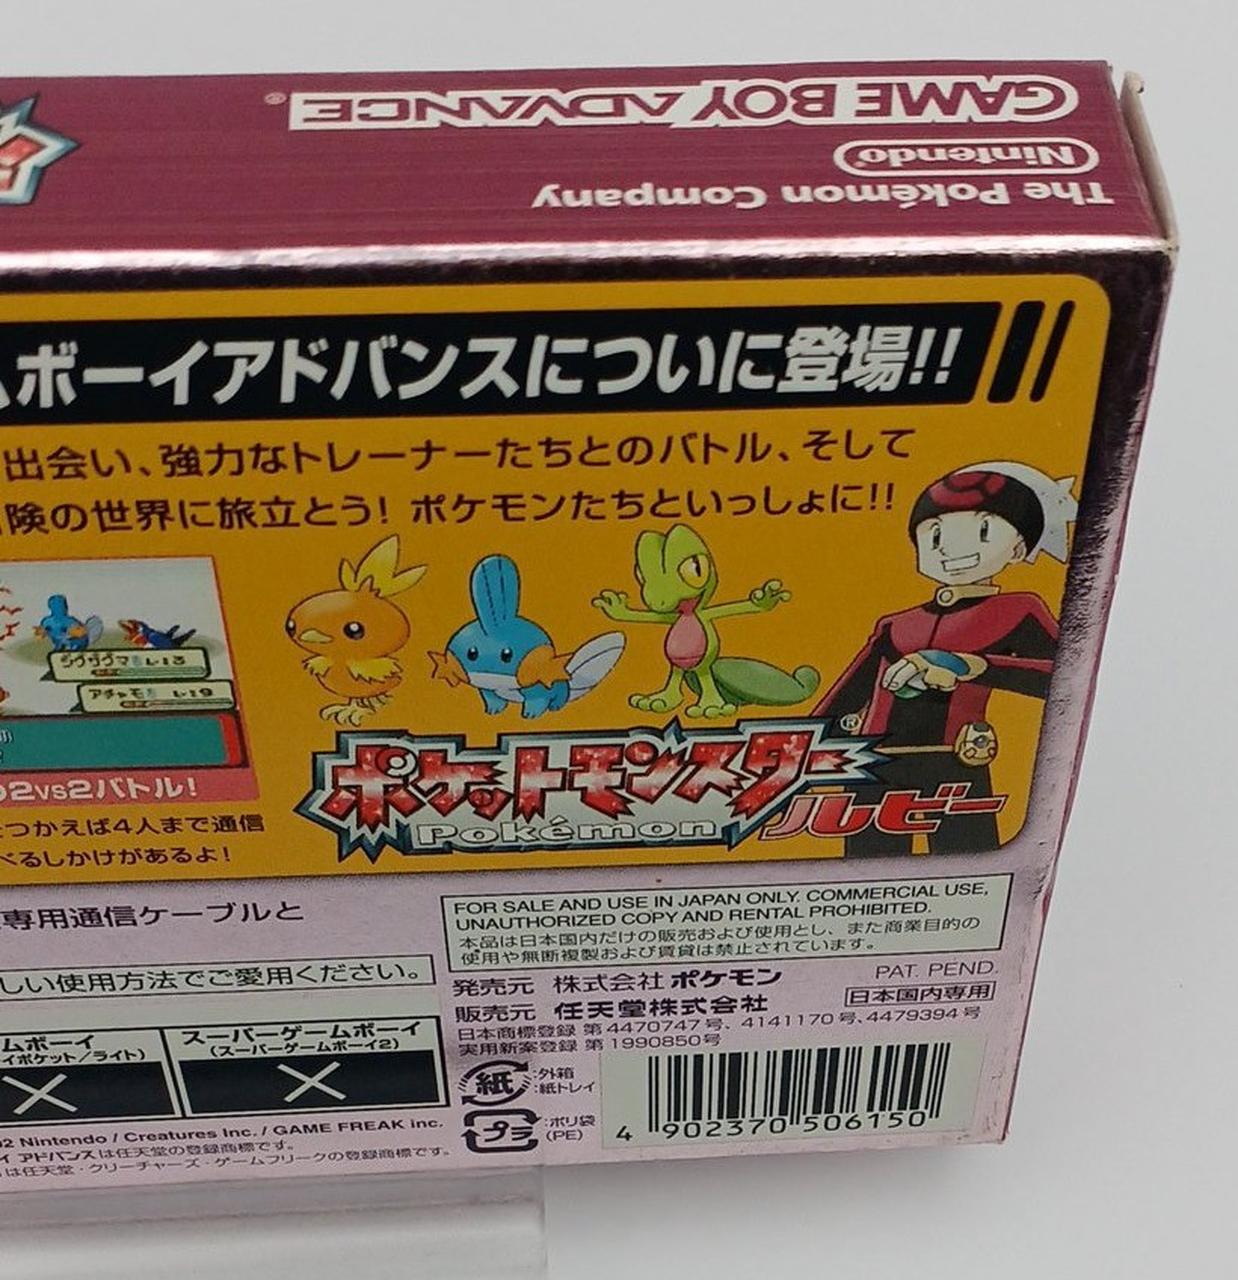 GAME BOY ADVANCE®
Nintendo
The Pokémon Company
ボーイアドバンスについに登場!!
出会い、強力なトレーナーたちとのバトル、そして
険の世界に旅立とう! ポケモンたちといっしょに!!
ジグザグマ Lv13
アチャモ Lv19
2vs2バトル!
つかえば4人まで通信
べるしかけがあるよ!
ポケットモンスター®
Pokémon ルビー
専用通信ケーブルと
しい使用方法でご愛用ください。
FOR SALE AND USE IN JAPAN ONLY. COMMERCIAL USE,
UNAUTHORIZED COPY AND RENTAL PROHIBITED.
本品は日本国内だけの販売および使用とし、また商業目的の
使用や無断複製および賃貸は禁止されています。
発売元 株式会社ポケモン
PAT. PEND.
販売元 任天堂株式会社
日本国内専用
日本商標登録 第4470747号、4141170号、4479394号
実用新案登録 第1990850号
ムボーイ
イポケット/ライト)
スーパーゲームボーイ
(スーパーゲームボーイ2)
紙 :外箱
:紙トレイ
プラ :ポリ袋
(PE)
4 902370 506150
2 Nintendo / Creatures Inc. / GAME FREAK inc.
イ アドバンスは任天堂の登録商標です。
は任天堂・クリーチャーズ・ゲームフリークの登録商標です。